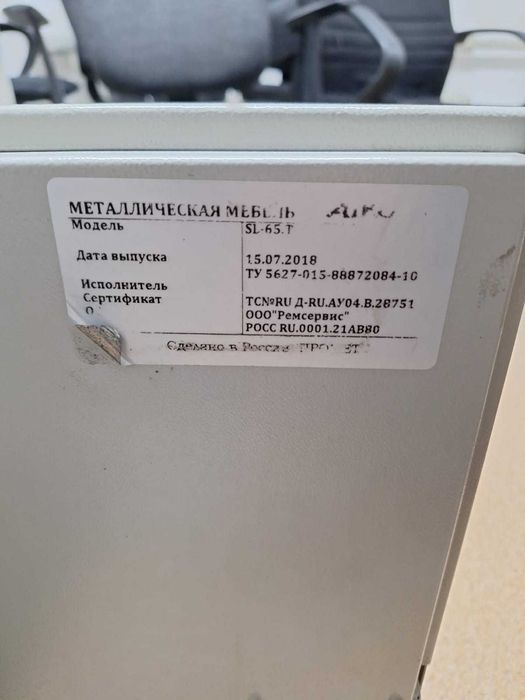 МЕТАЛЛИЧЕСКАЯ МЕБЕЛЬ
Модель SL-65.T
Дата выпуска 15.07.2018
ТУ 5627-015-88872084-10
Исполнитель
Сертификат ТС№RU Д-RU.АУ04.В.28751
ООО"Ремсервис"
РОСС RU.0001.21АВ80
Сделано в России